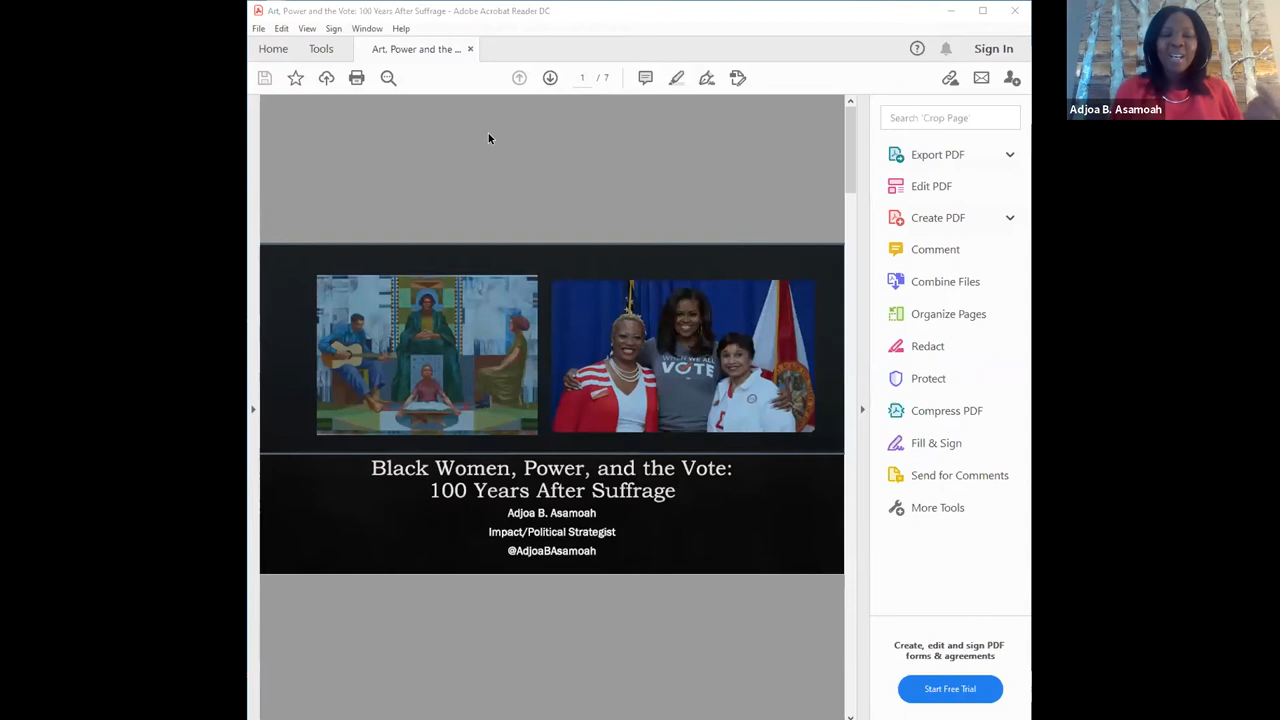 Art, Power and the Vote: 100 Years After Suffrage - Adobe Acrobat Reader DC
File Edit View Sign Window Help
Home Tools Art, Power and the ... Sign In
1 / 7
Search 'Crop Page'
Export PDF
Edit PDF
Create PDF
Comment
Combine Files
Organize Pages
Redact
Protect
Compress PDF
Fill & Sign
Send for Comments
More Tools
Create, edit and sign PDF
forms & agreements
Start Free Trial
WHEN WE ALL
VOTE
Black Women, Power, and the Vote:
100 Years After Suffrage
Adjoa B. Asamoah
Impact/Political Strategist
@AdjoaBAsamoah
Adjoa B. Asamoah